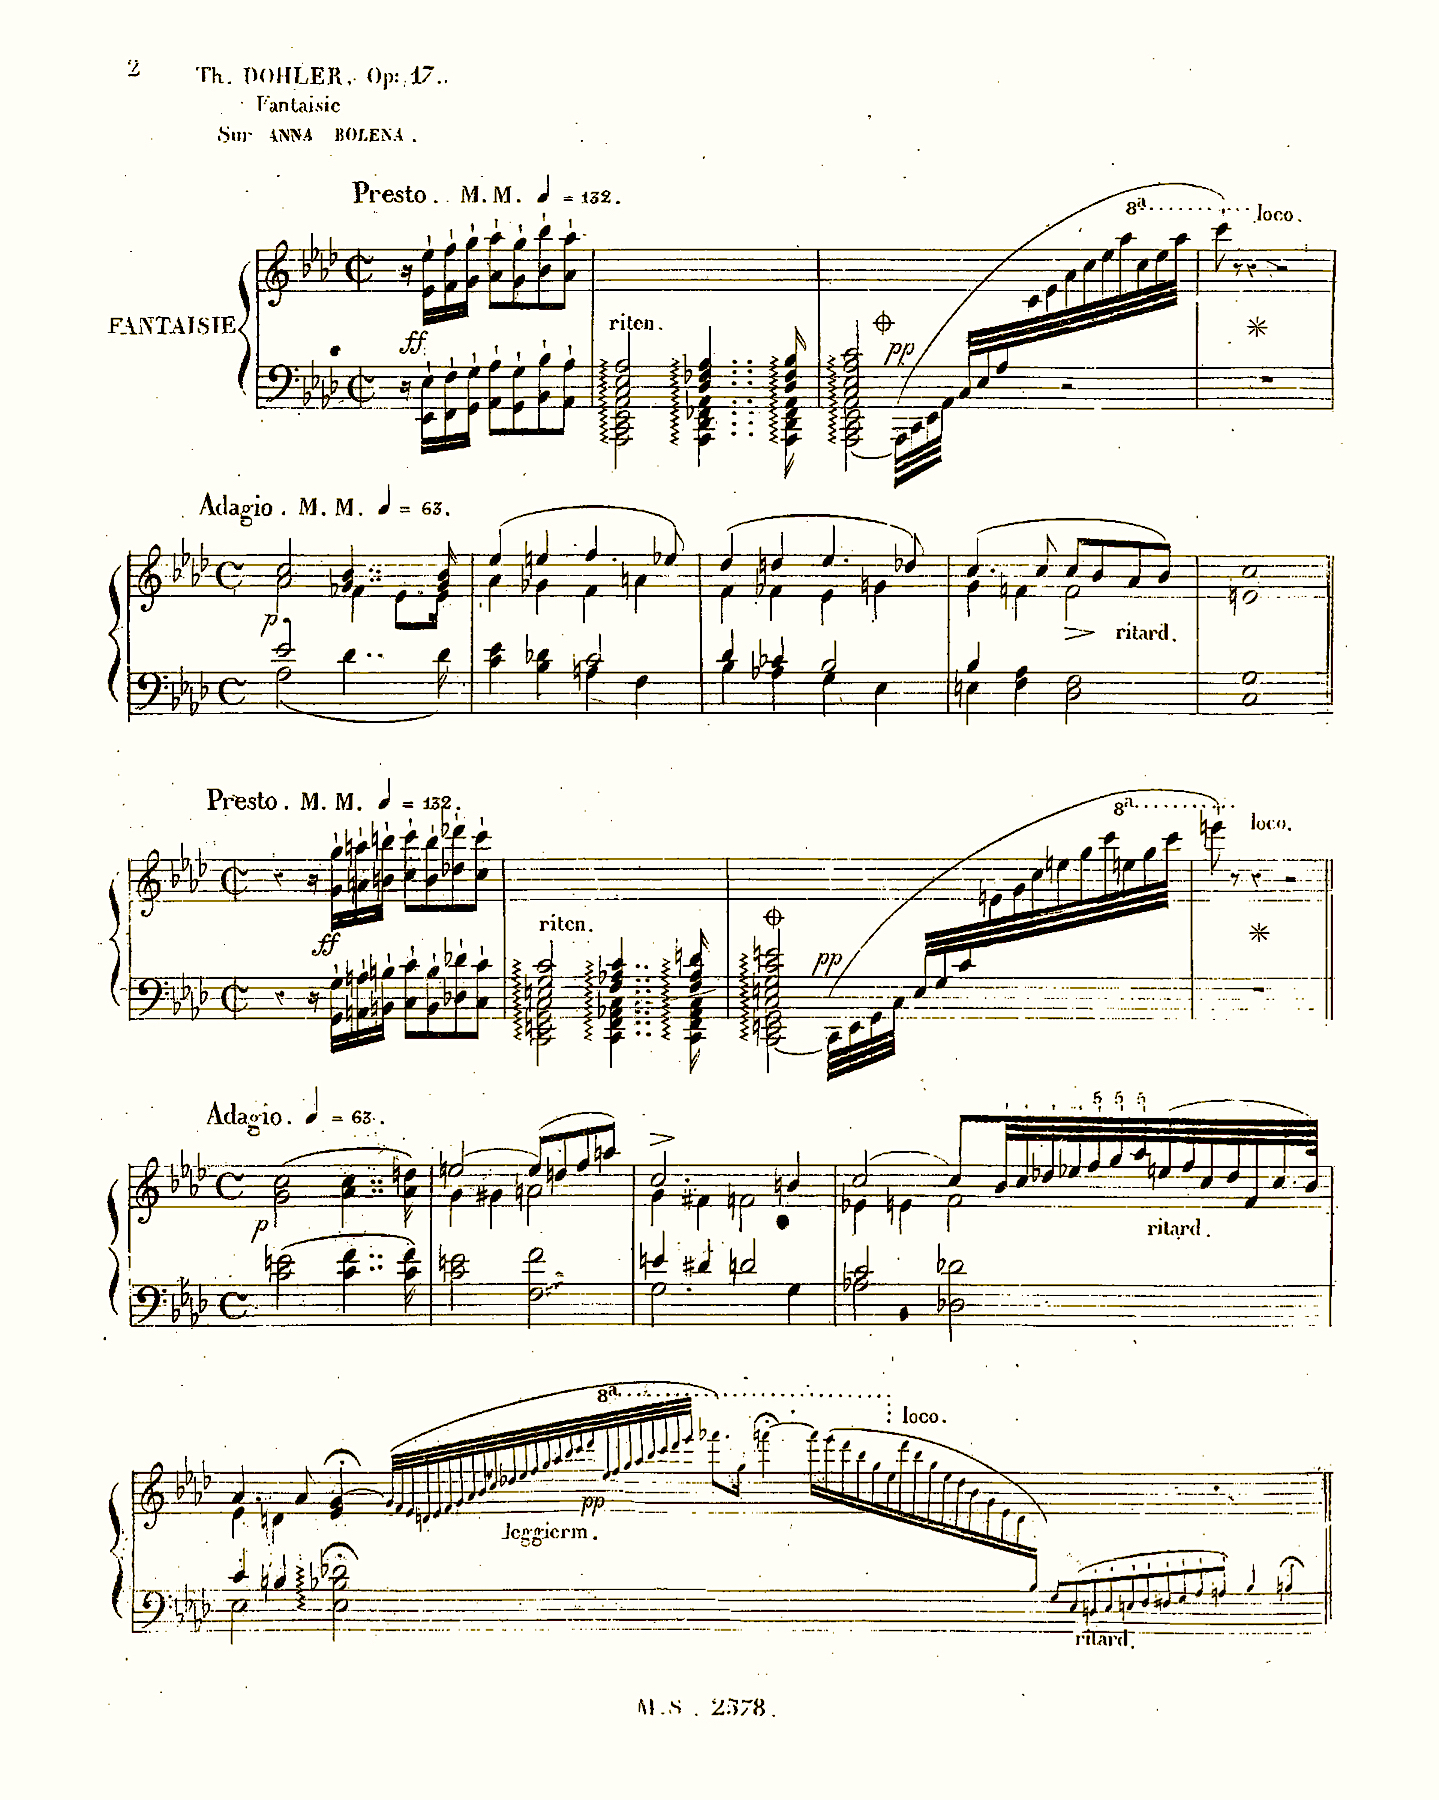 2
Th. DOHLER. Op: 17..
Fantaisie
Sur ANNA BOLENA.
Presto. M.M. ♩ = 132.
8ª
loco.
FANTAISIE
ff
riten.
pp
Adagio. M. M. ♩ = 63.
p
ritard.
Presto. M. M. ♩ = 132.
8ª
loco.
ff
riten.
pp
Adagio. ♩ = 63.
5 5 5
p
ritard.
8ª
loco.
pp
leggierm.
ritard.
M.S. 2378.